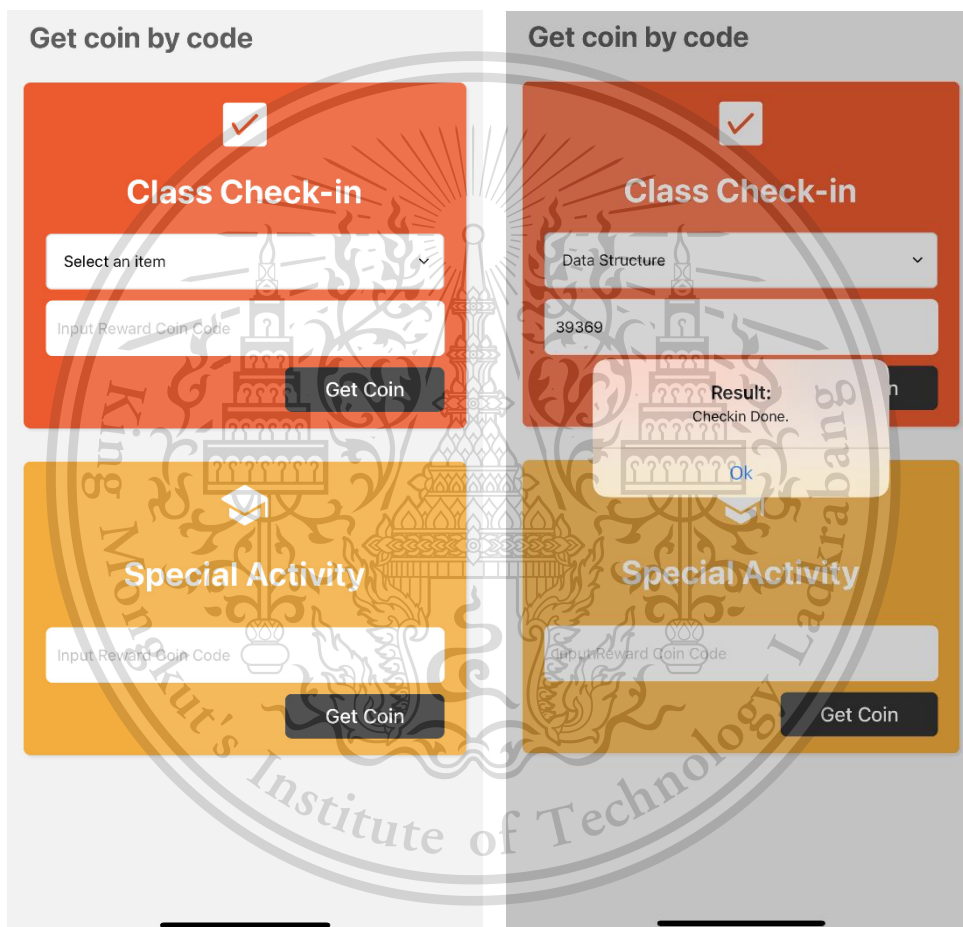 Get coin by code
Class Check-in
Select an item
Input Reward Coin Code
Get Coin
Special Activity
Input Reward Coin Code
Get Coin
Get coin by code
Class Check-in
Data Structure
39369
n
Result:
Checkin Done.
Ok
Special Activity
Input Reward Coin Code
Get Coin
King Mongkut's Institute of Technology Ladkrabang